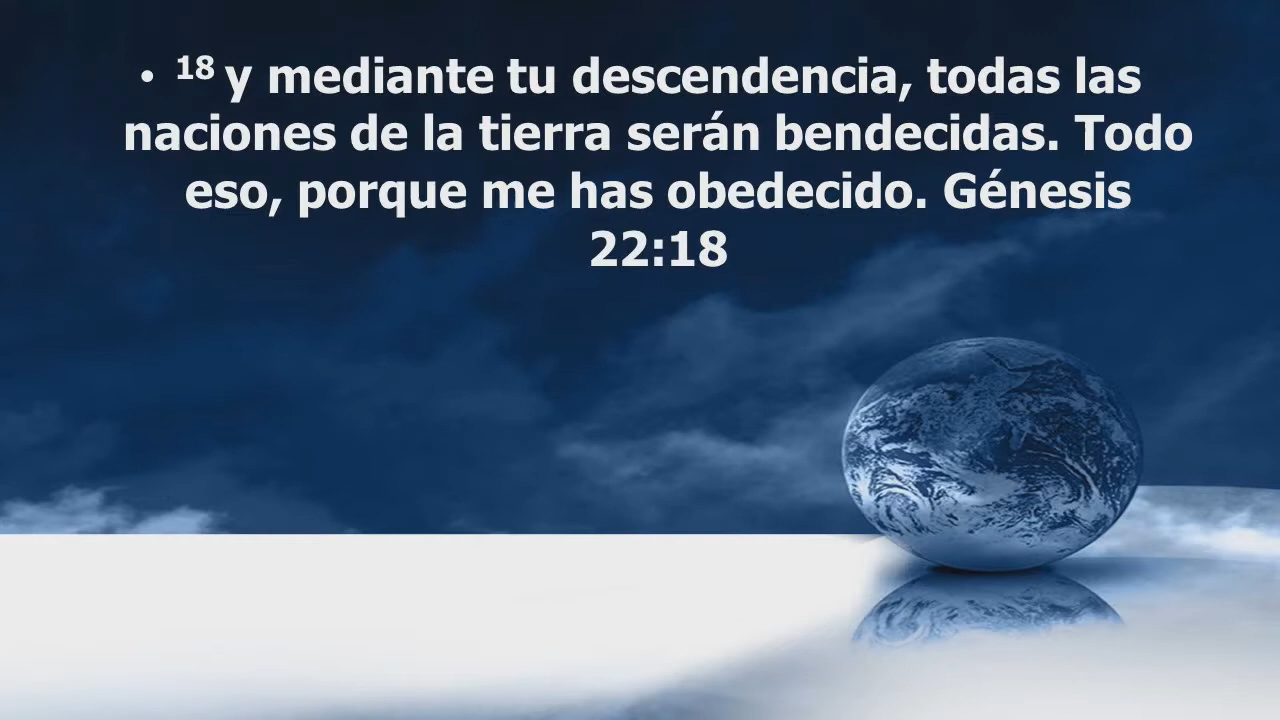 • 18 y mediante tu descendencia, todas las
naciones de la tierra serán bendecidas. Todo
eso, porque me has obedecido. Génesis
22:18